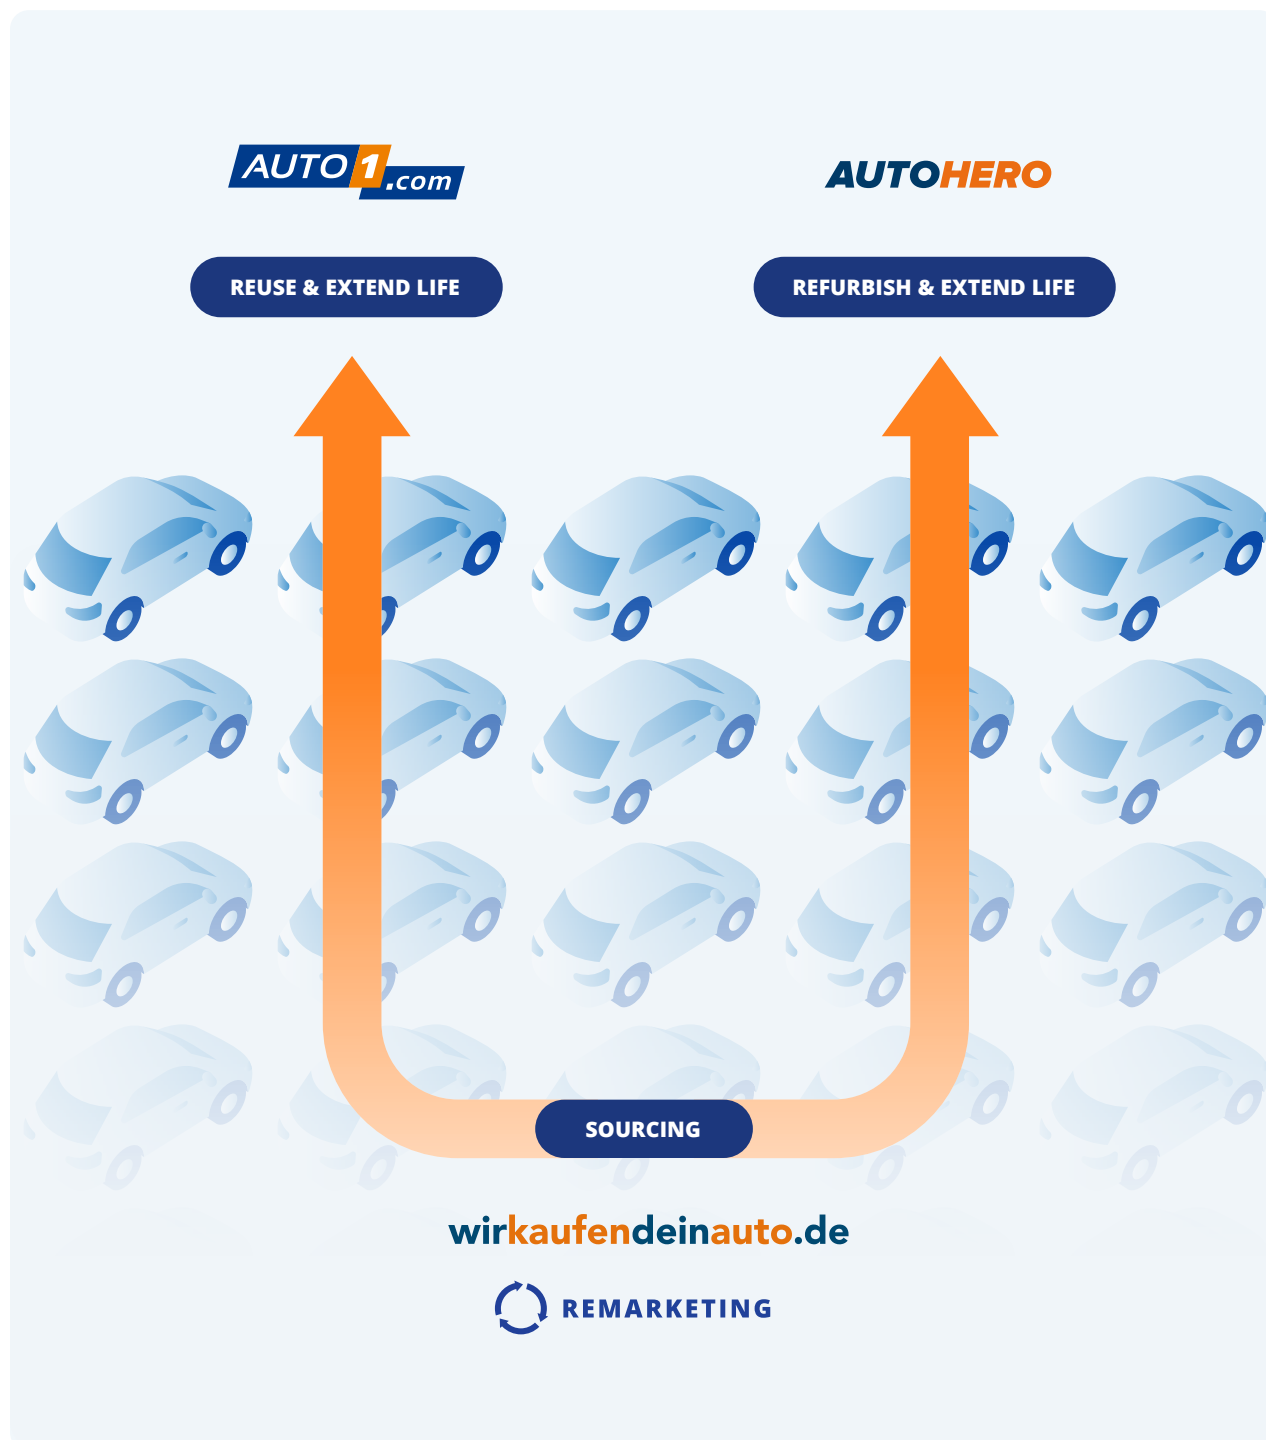 AUTO1.com
AUTOHERO
REUSE & EXTEND LIFE
REFURBISH & EXTEND LIFE
SOURCING
wirkaufendeinauto.de
REMARKETING